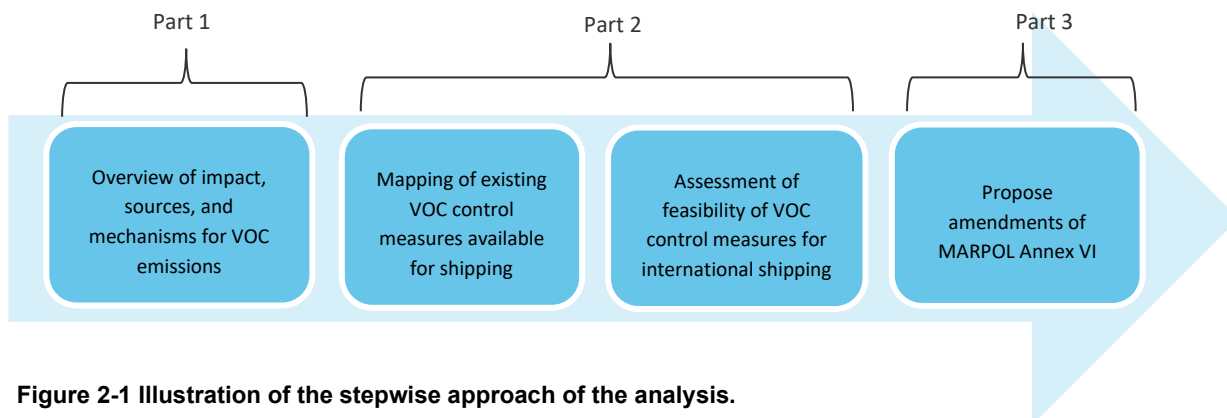 Part 1
Part 2
Part 3
Overview of impact,
sources, and
mechanisms for VOC
emissions
Mapping of existing
VOC control
measures available
for shipping
Assessment of
feasibility of VOC
control measures for
international shipping
Propose
amendments of
MARPOL Annex VI
Figure 2-1 Illustration of the stepwise approach of the analysis.